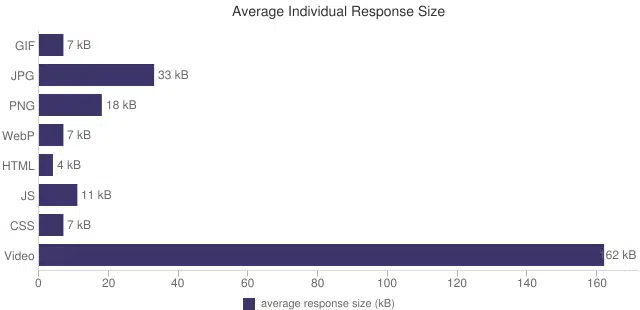 Average Individual Response Size
GIF 7 kB
JPG 33 kB
PNG 18 kB
WebP 7 kB
HTML 4 kB
JS 11 kB
CSS 7 kB
Video 162 kB
0 20 40 60 80 100 120 140 160
average response size (kB)